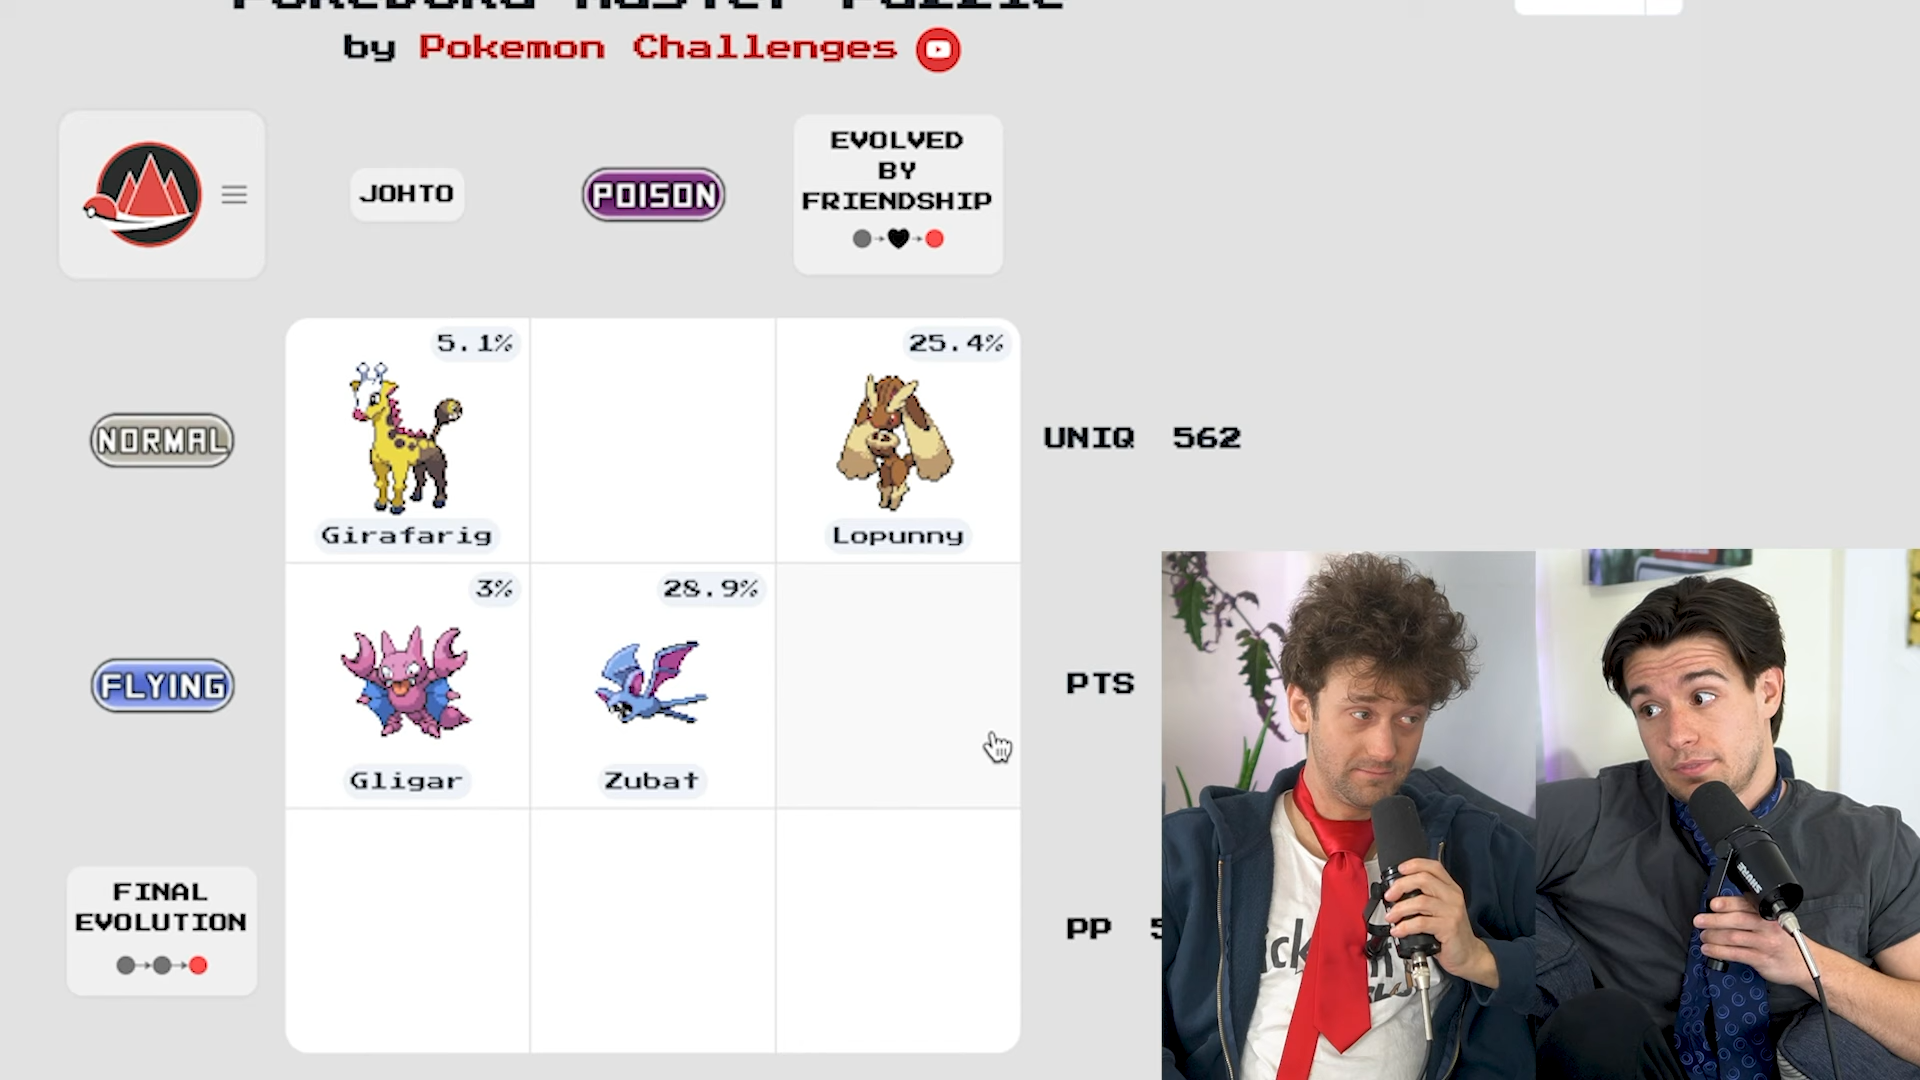 by Pokemon Challenges
JOHTO
POISON
EVOLVED
BY
FRIENDSHIP
5.1%
25.4%
NORMAL
UNIQ 562
Girafarig
Lopunny
3%
28.9%
FLYING
PTS
Gligar
Zubat
FINAL
EVOLUTION
PP